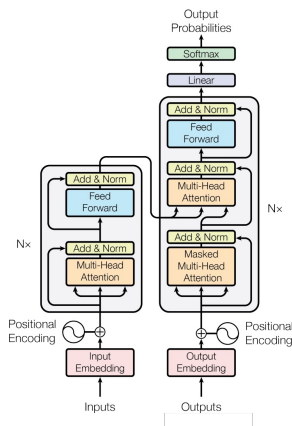 Output
Probabilities
Softmax
Linear
Add & Norm
Feed
Forward
Add & Norm
Multi-Head
Attention
Add & Norm
Masked
Multi-Head
Attention
N×
Positional
Encoding
Output
Embedding
Outputs
Add & Norm
Feed
Forward
Add & Norm
Multi-Head
Attention
N×
Positional
Encoding
Input
Embedding
Inputs